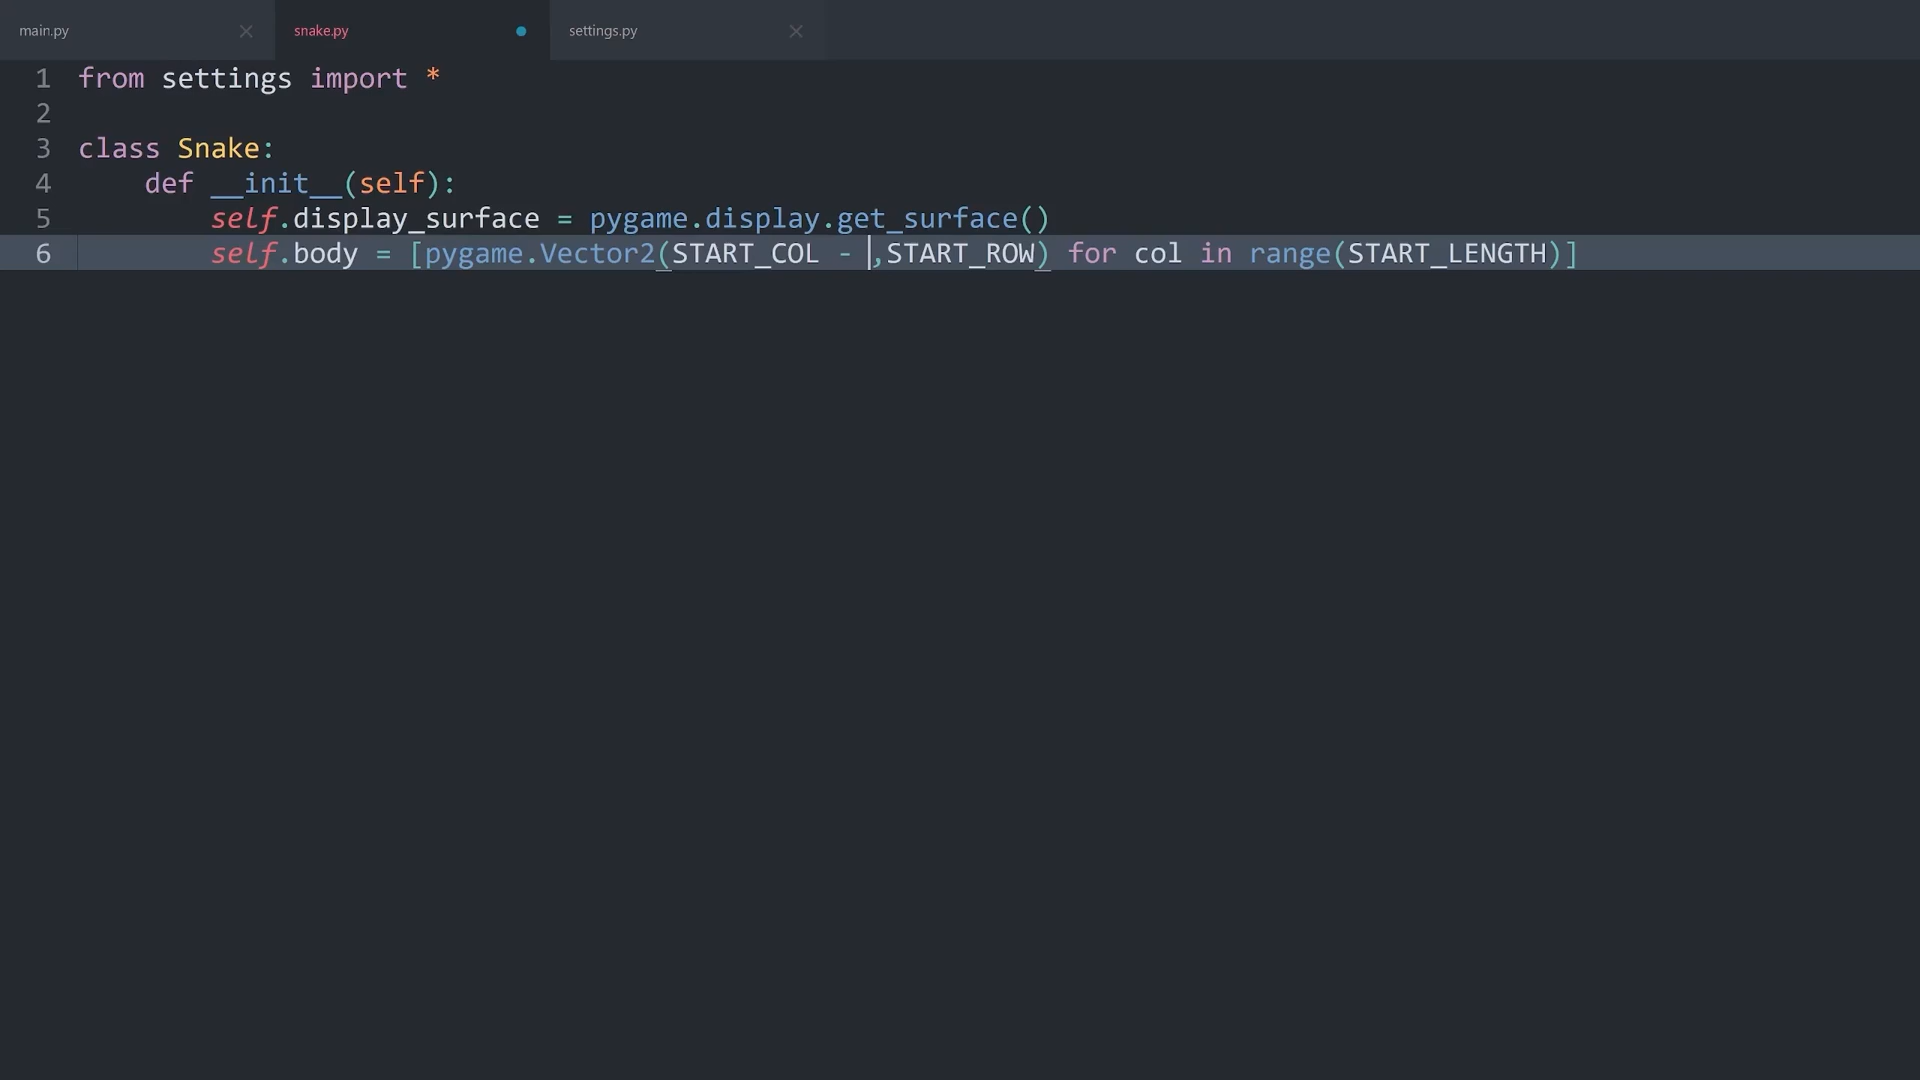 main.py
snake.py
settings.py
1 from settings import *
2
3 class Snake:
4 def __init__(self):
5 self.display_surface = pygame.display.get_surface()
6 self.body = [pygame.Vector2(START_COL - ,START_ROW) for col in range(START_LENGTH)]